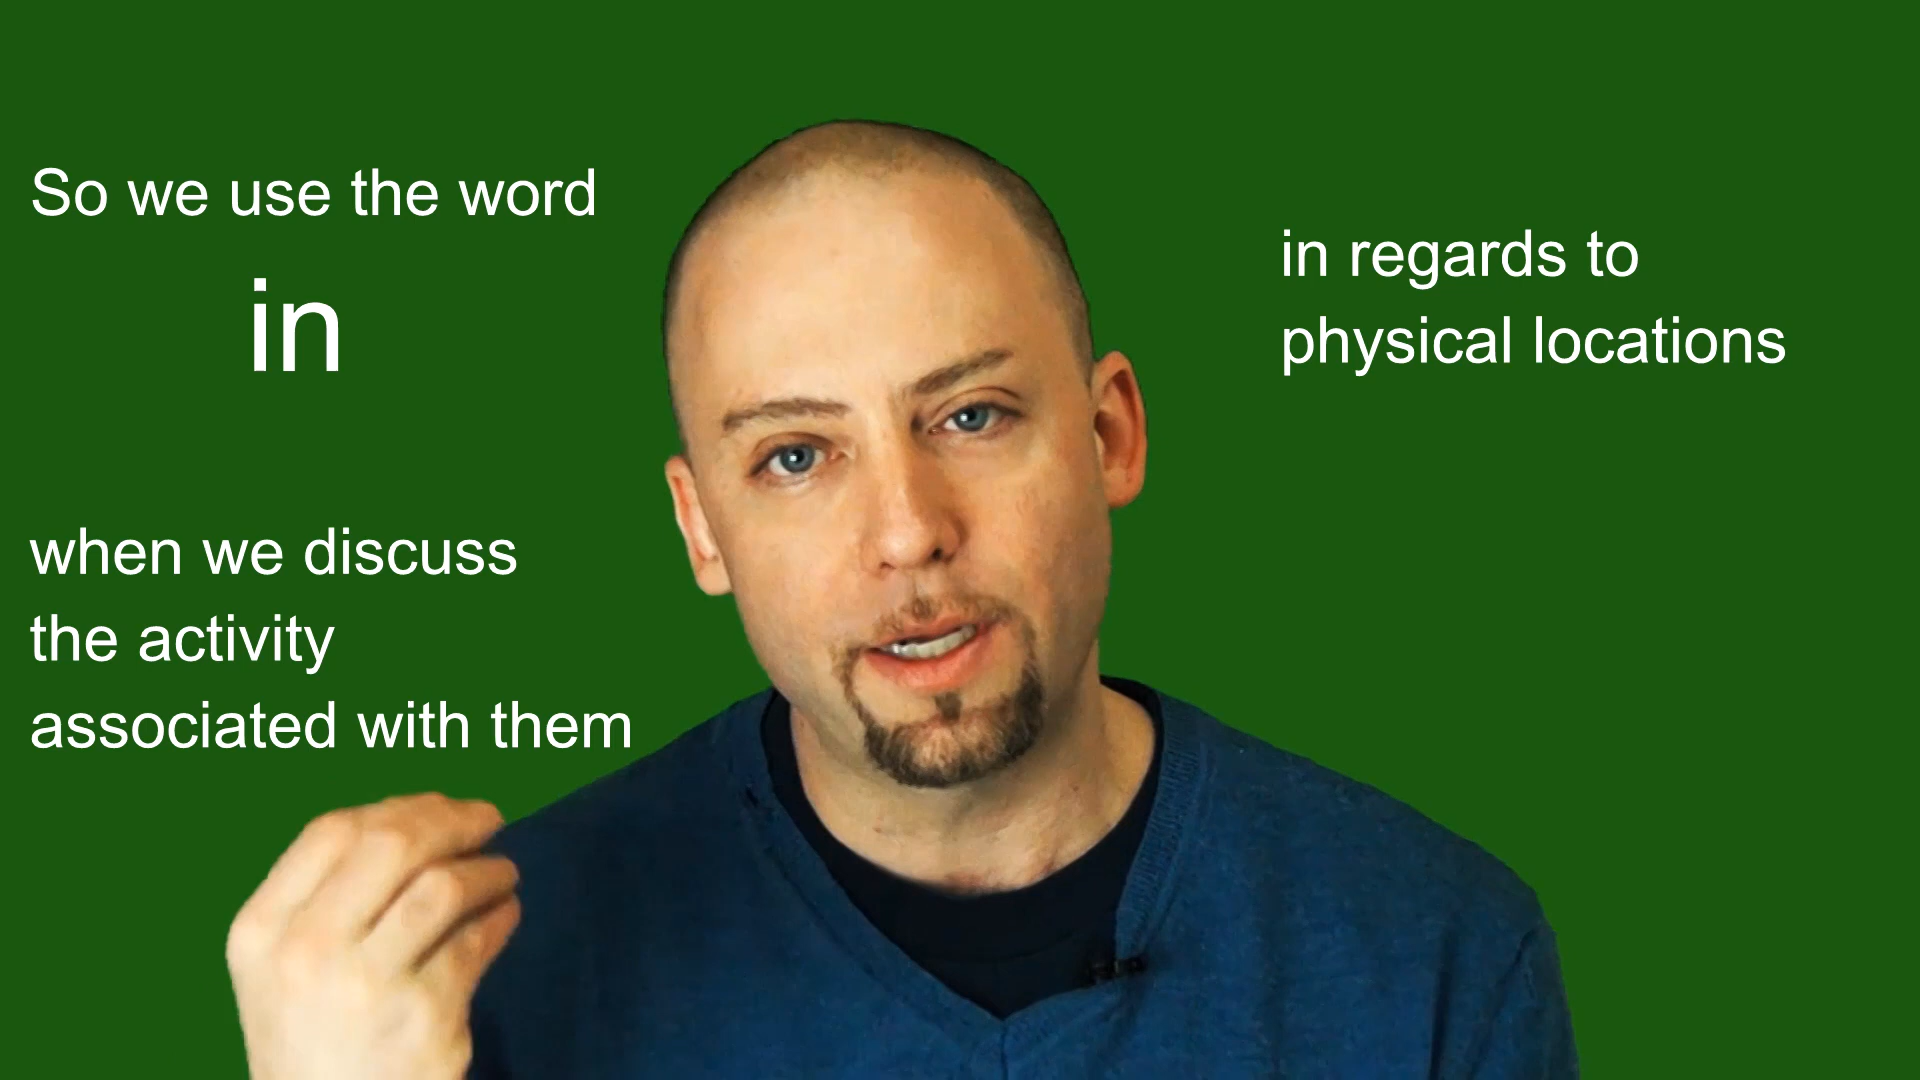 So we use the word
in
in regards to
physical locations
when we discuss
the activity
associated with them